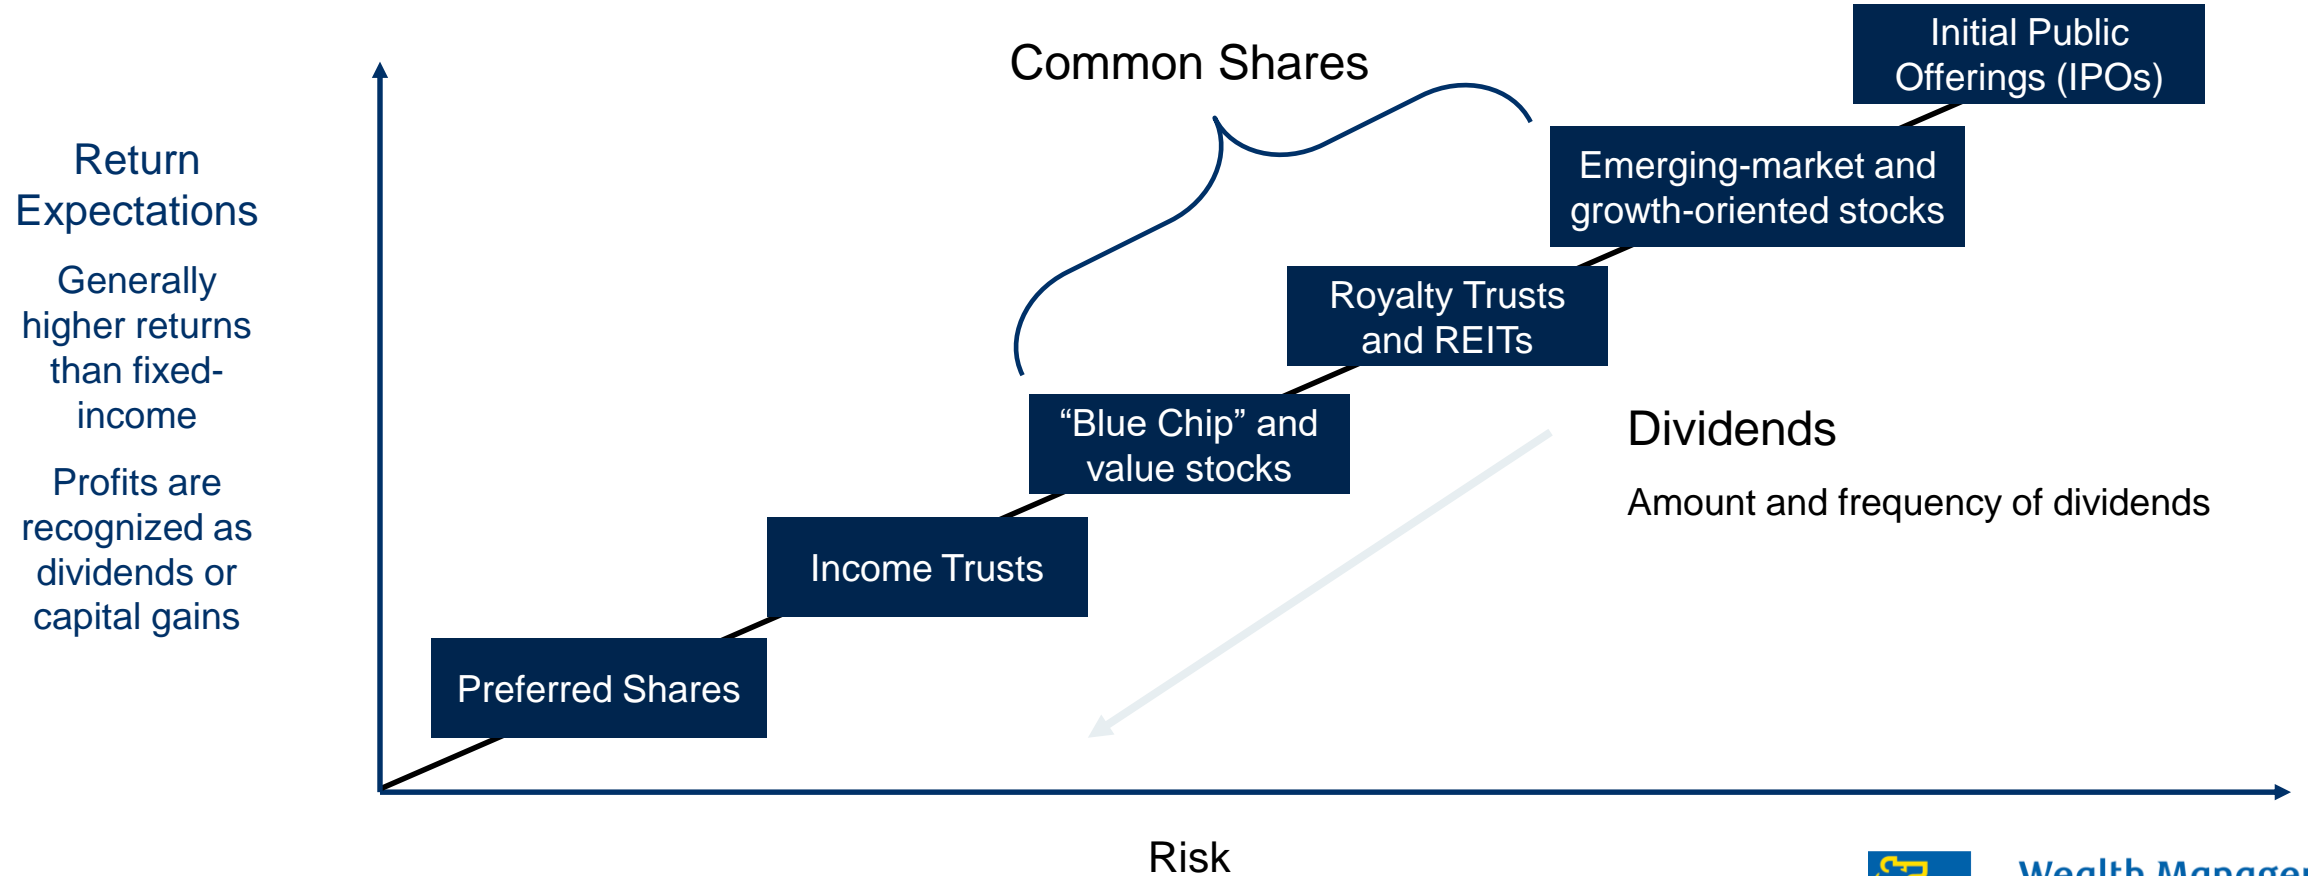 Common Shares
Initial Public
Offerings (IPOs)
Return
Expectations
Generally
higher returns
than fixed-
income
Profits are
recognized as
dividends or
capital gains
Emerging-market and
growth-oriented stocks
Royalty Trusts
and REITs
“Blue Chip” and
value stocks
Dividends
Amount and frequency of dividends
Income Trusts
Preferred Shares
Risk
Wealth